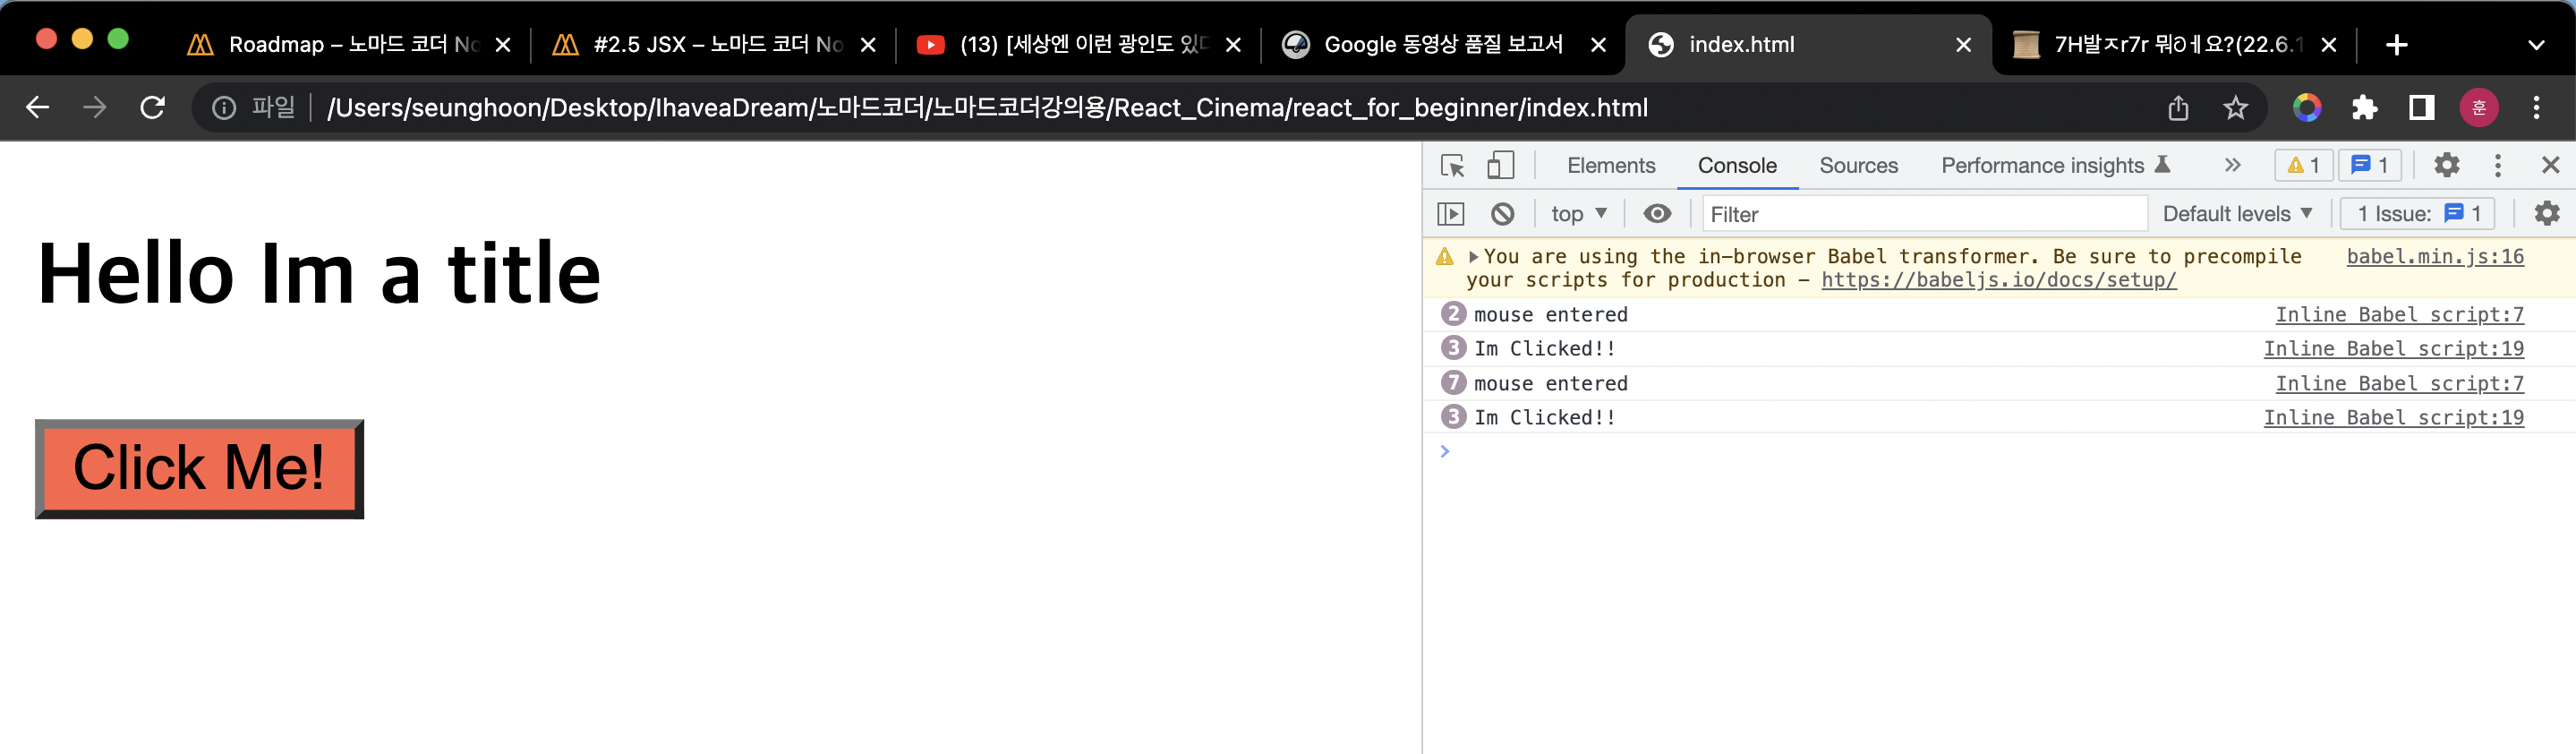 Roadmap – 노마드 코더 No
#2.5 JSX – 노마드 코더 No
(13) [세상엔 이런 광인도 있다
Google 동영상 품질 보고서
index.html
7H발ㅈr7r 뭐ᘐㅔ요?(22.6.1
파일
/Users/seunghoon/Desktop/IhaveaDream/노마드코더/노마드코더강의용/React_Cinema/react_for_beginner/index.html
훈
Hello Im a title
Click Me!
Elements
Console
Sources
Performance insights
1
1
top
Filter
Default levels
1 Issue: 1
You are using the in-browser Babel transformer. Be sure to precompile babel.min.js:16
your scripts for production - https://babeljs.io/docs/setup/
2 mouse entered Inline Babel script:7
3 Im Clicked!! Inline Babel script:19
7 mouse entered Inline Babel script:7
3 Im Clicked!! Inline Babel script:19